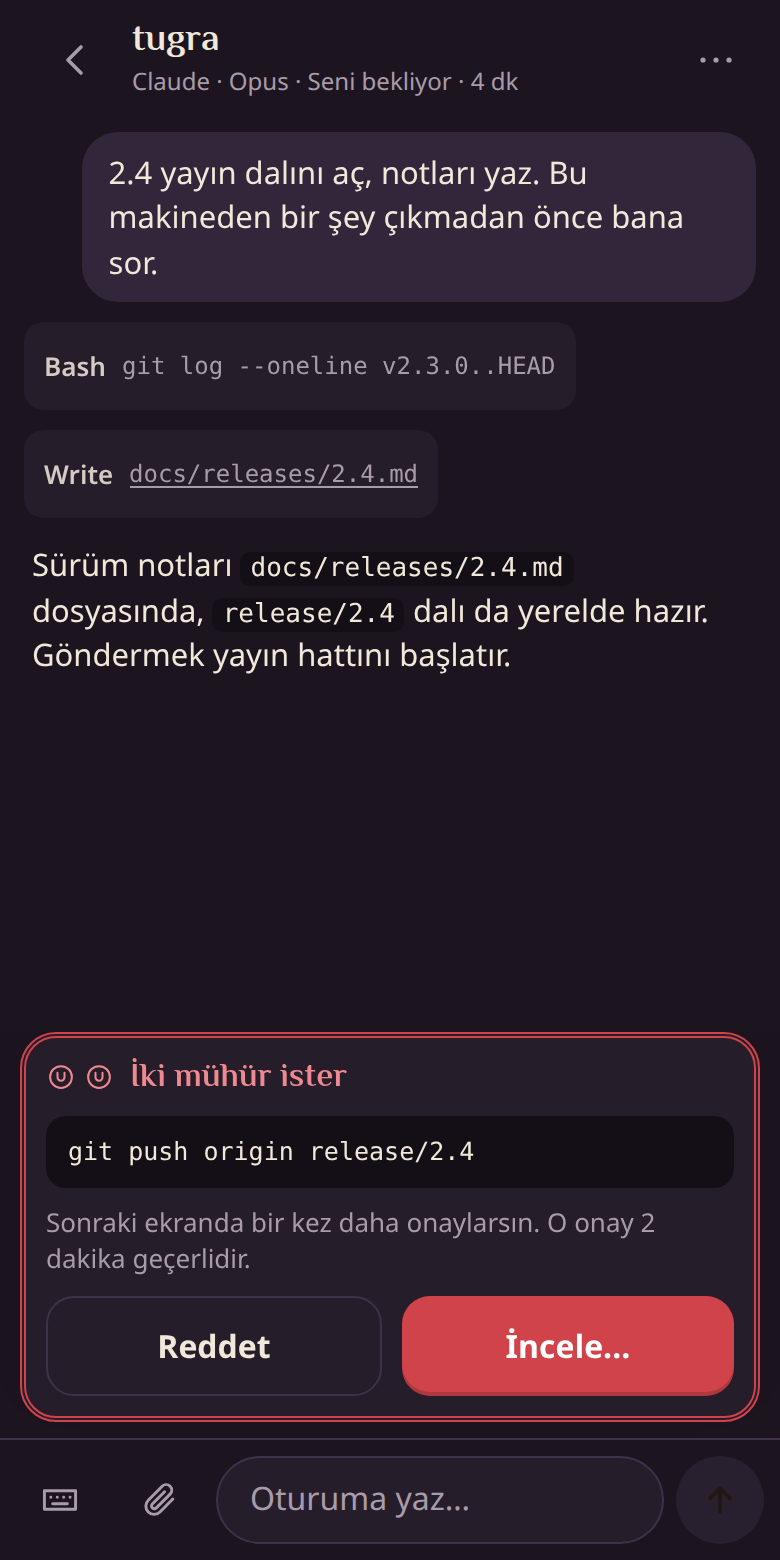 tugra
Claude · Opus · Seni bekliyor · 4 dk
2.4 yayın dalını aç, notları yaz. Bu
makineden bir şey çıkmadan önce bana
sor.
Bash git log --oneline v2.3.0..HEAD
Write docs/releases/2.4.md
Sürüm notları docs/releases/2.4.md
dosyasında, release/2.4 dalı da yerelde hazır.
Göndermek yayın hattını başlatır.
İki mühür ister
git push origin release/2.4
Sonraki ekranda bir kez daha onaylarsın. O onay 2
dakika geçerlidir.
Reddet
İncele…
Oturuma yaz…